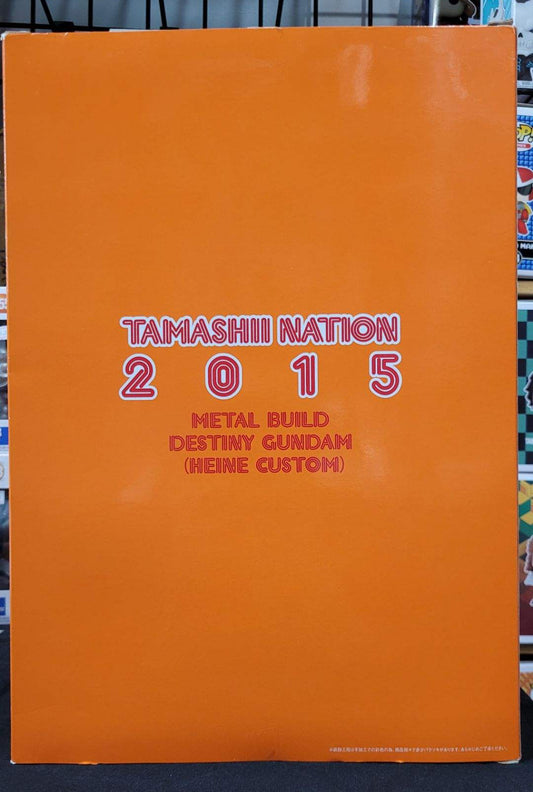 TAMASHII NATION
2015
METAL BUILD
DESTINY GUNDAM
(HEINE CUSTOM)